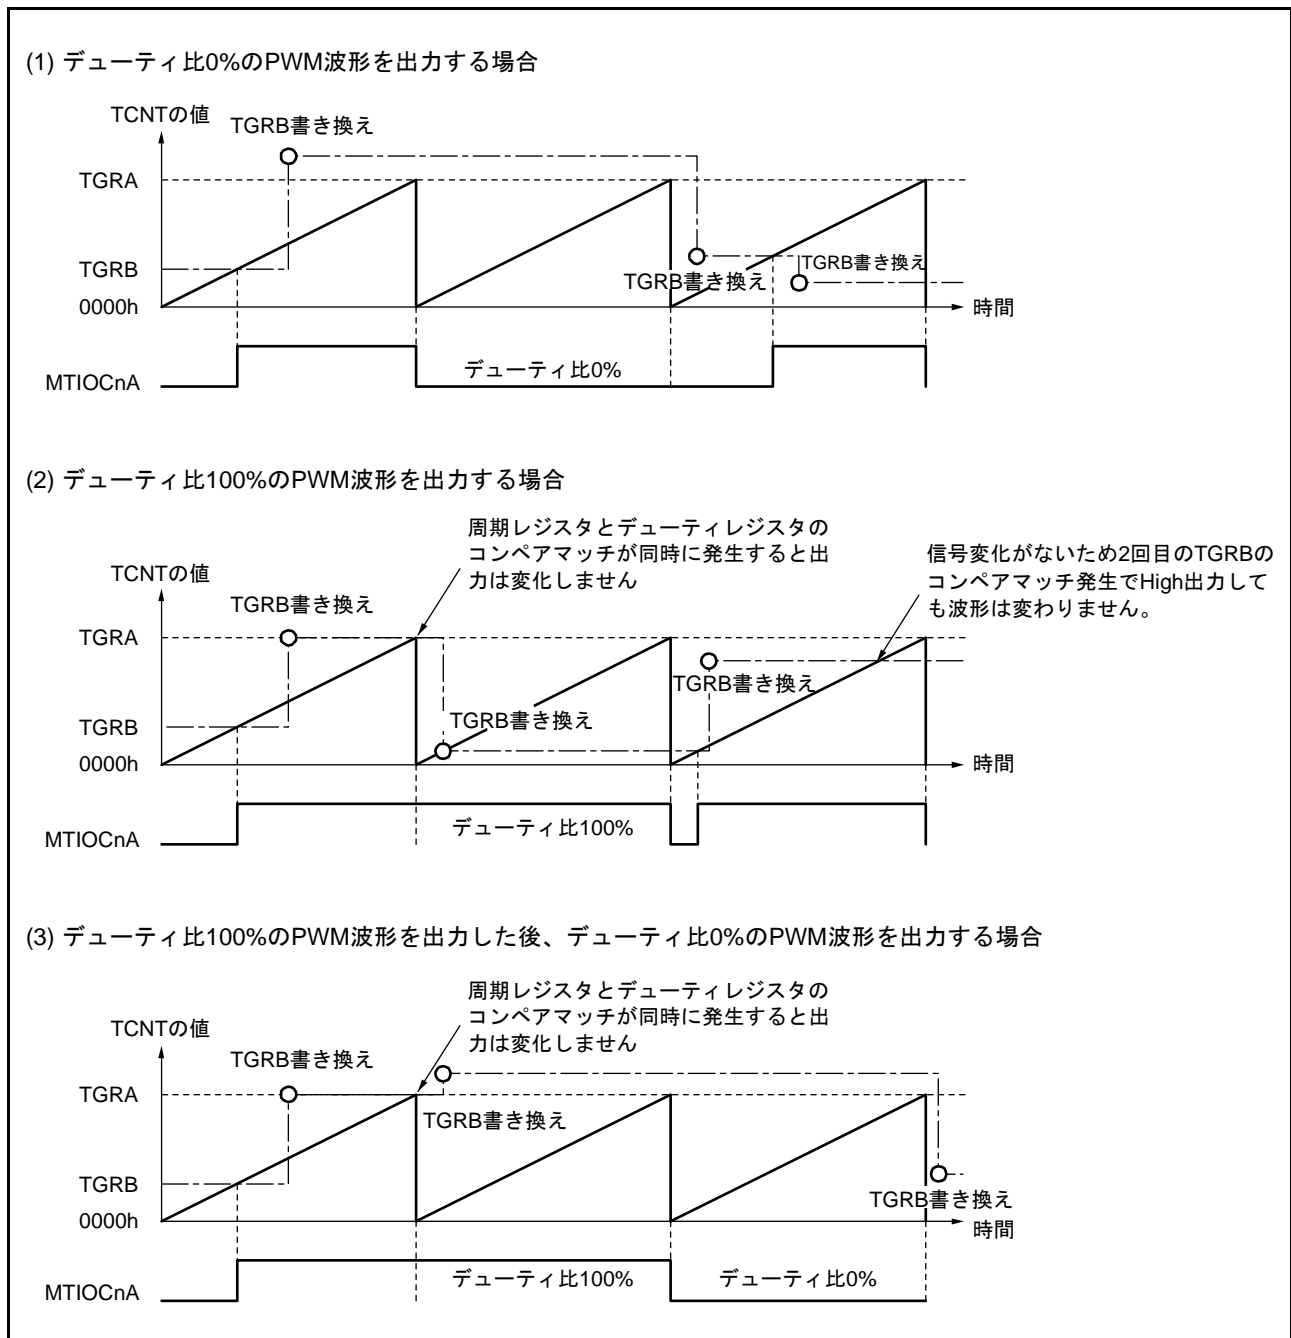 (1) デューティ比0%のPWM波形を出力する場合
TCNTの値
TGRB書き換え
TGRA
TGRB
TGRB書き換え
TGRB書き換え
0000h
時間
デューティ比0%
MTIOCnA
(2) デューティ比100%のPWM波形を出力する場合
周期レジスタとデューティレジスタの
コンペアマッチが同時に発生すると出
力は変化しません
信号変化がないため2回目のTGRBの
コンペアマッチ発生でHigh出力して
も波形は変わりません。
TCNTの値
TGRB書き換え
TGRA
TGRB書き換え
TGRB書き換え
TGRB
0000h
時間
デューティ比100%
MTIOCnA
(3) デューティ比100%のPWM波形を出力した後、デューティ比0%のPWM波形を出力する場合
周期レジスタとデューティレジスタの
コンペアマッチが同時に発生すると出
力は変化しません
TCNTの値
TGRB書き換え
TGRA
TGRB書き換え
TGRB
TGRB書き換え
0000h
時間
デューティ比100%
デューティ比0%
MTIOCnA